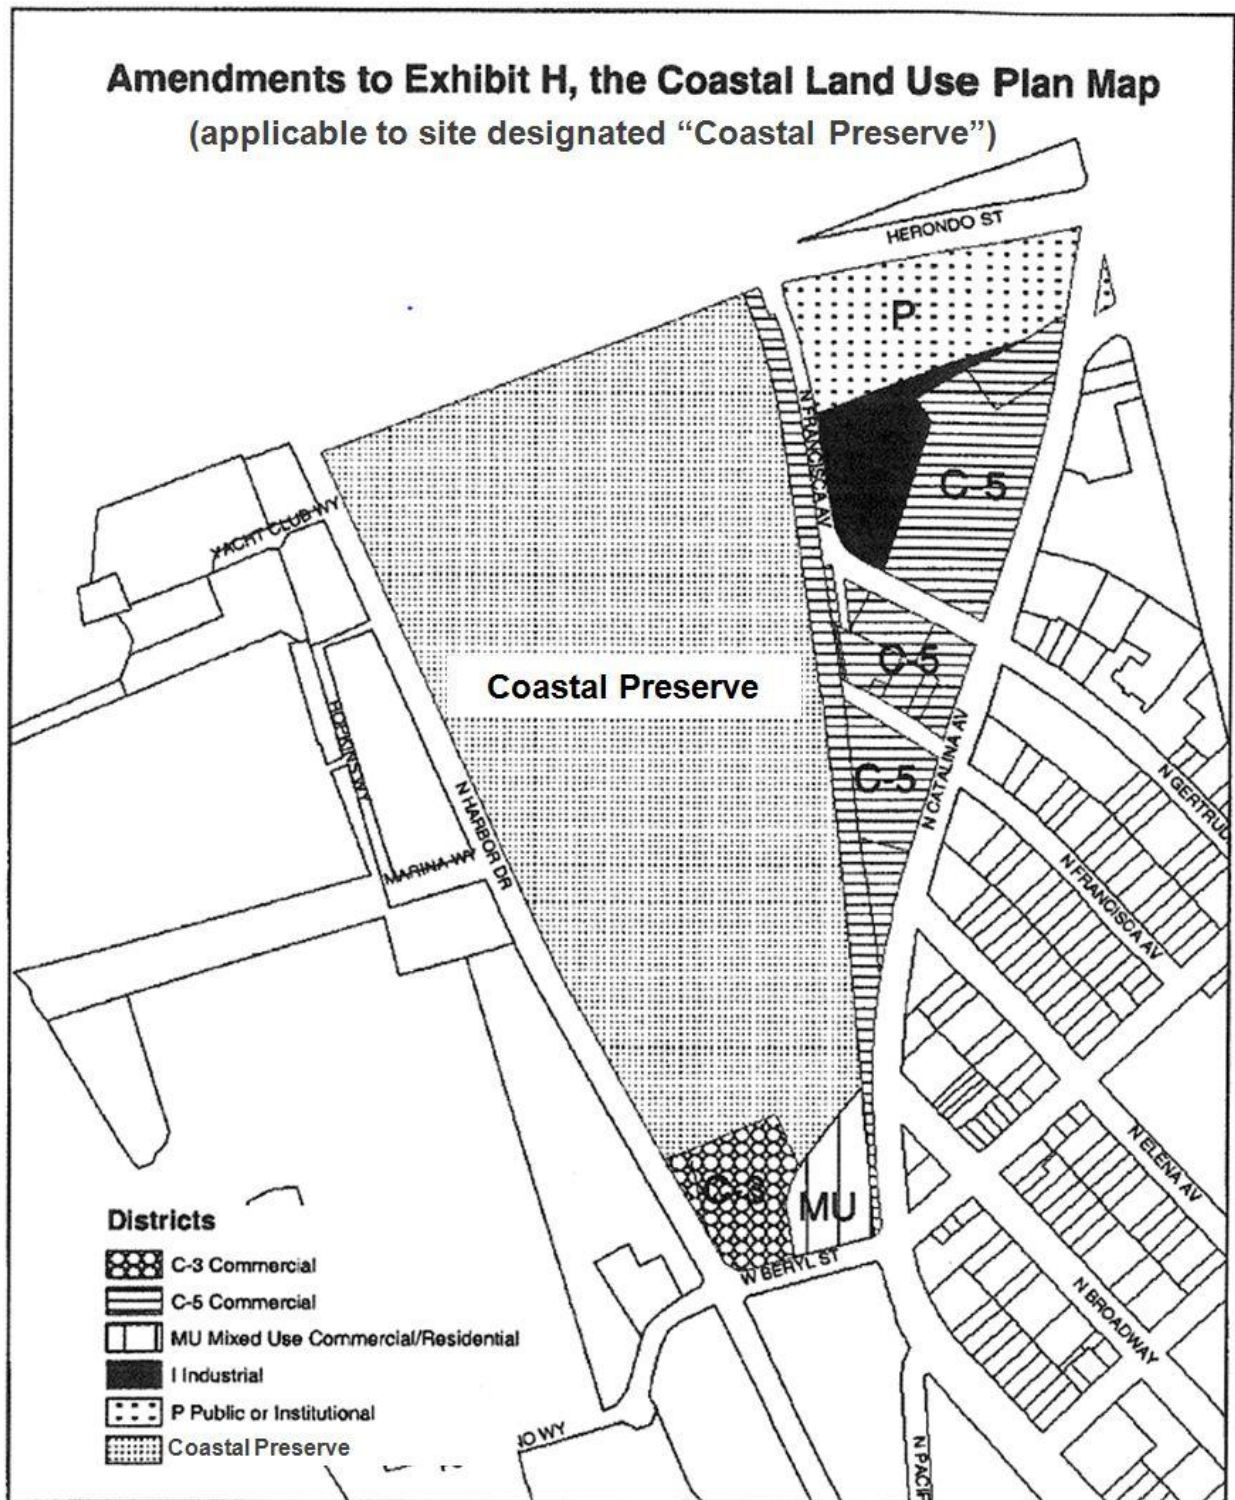 Amendments to Exhibit H, the Coastal Land Use Plan Map
(applicable to site designated “Coastal Preserve”)
HERONDO ST
P
N FRANCISCA AV
C-5
YACHT CLUB WY
C-5
Coastal Preserve
HOPKINS WY
N HARBOR DR
MARINA WY
C-5
N CATALINA AV
N GERTRUD
N FRANCISCA AV
N ELENA AV
C-3
MU
W BERYL ST
N BROADWAY
N PACIF
Districts
C-3 Commercial
C-5 Commercial
MU Mixed Use Commercial/Residential
I Industrial
P Public or Institutional
Coastal Preserve